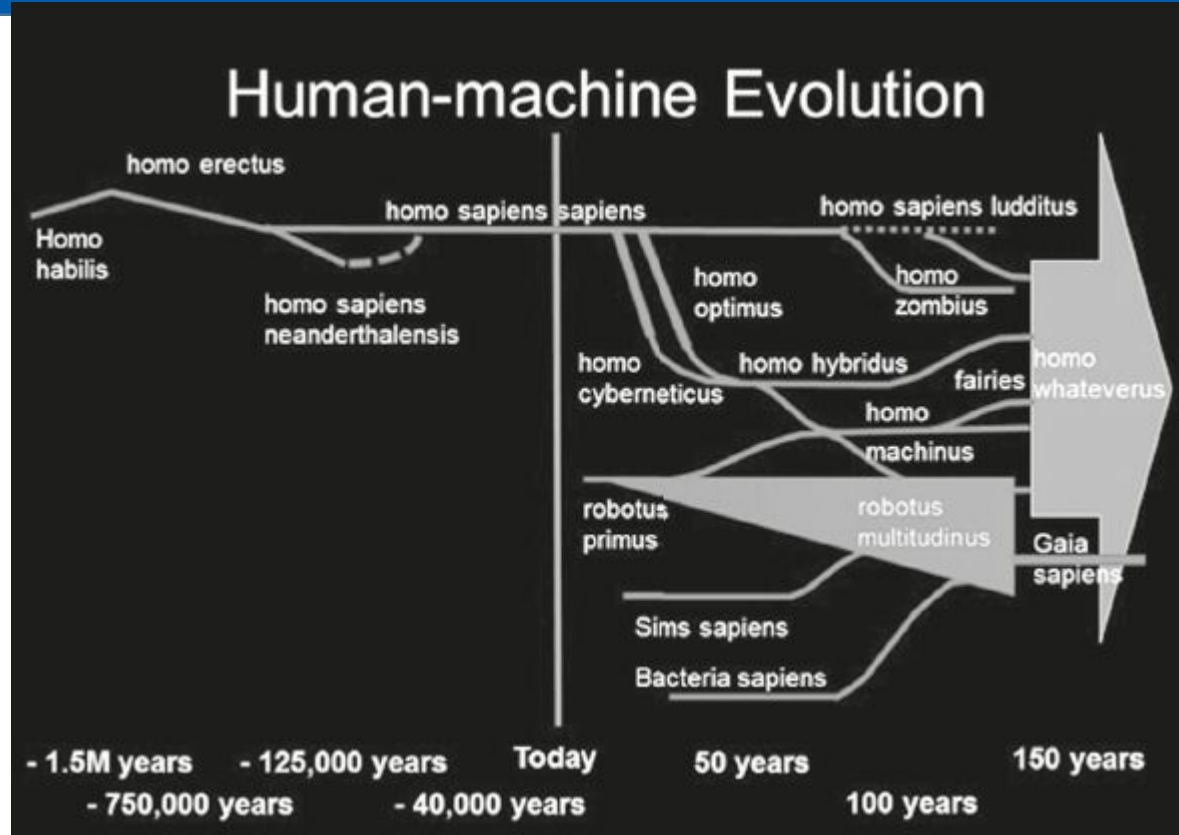 Human-machine Evolution
homo erectus
homo sapiens sapiens
homo sapiens ludditus
Homo
habilis
homo sapiens
neanderthalensis
homo
optimus
homo
zombius
homo
cyberneticus
homo hybridus
fairies
homo
whateverus
homo
machinus
robotus
primus
robotus
multitudinus
Gaia
sapiens
Sims sapiens
Bacteria sapiens
- 1.5M years
- 125,000 years
Today
50 years
150 years
- 750,000 years
- 40,000 years
100 years